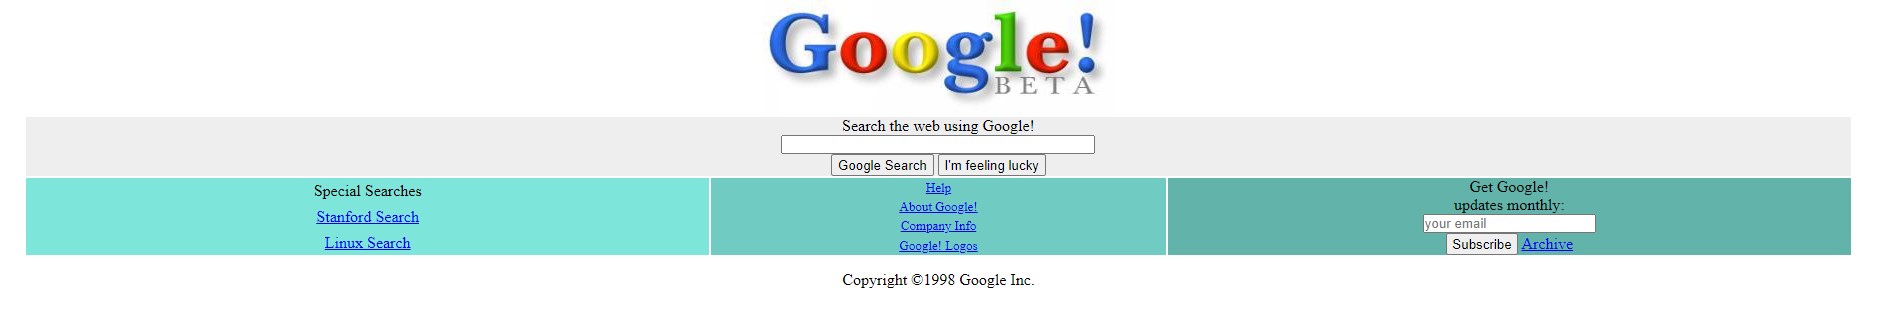 Google!
BETA
Search the web using Google!
Google Search I'm feeling lucky
Special Searches
Stanford Search
Linux Search
Help
About Google!
Company Info
Google! Logos
Get Google!
updates monthly:
your email
Subscribe Archive
Copyright ©1998 Google Inc.